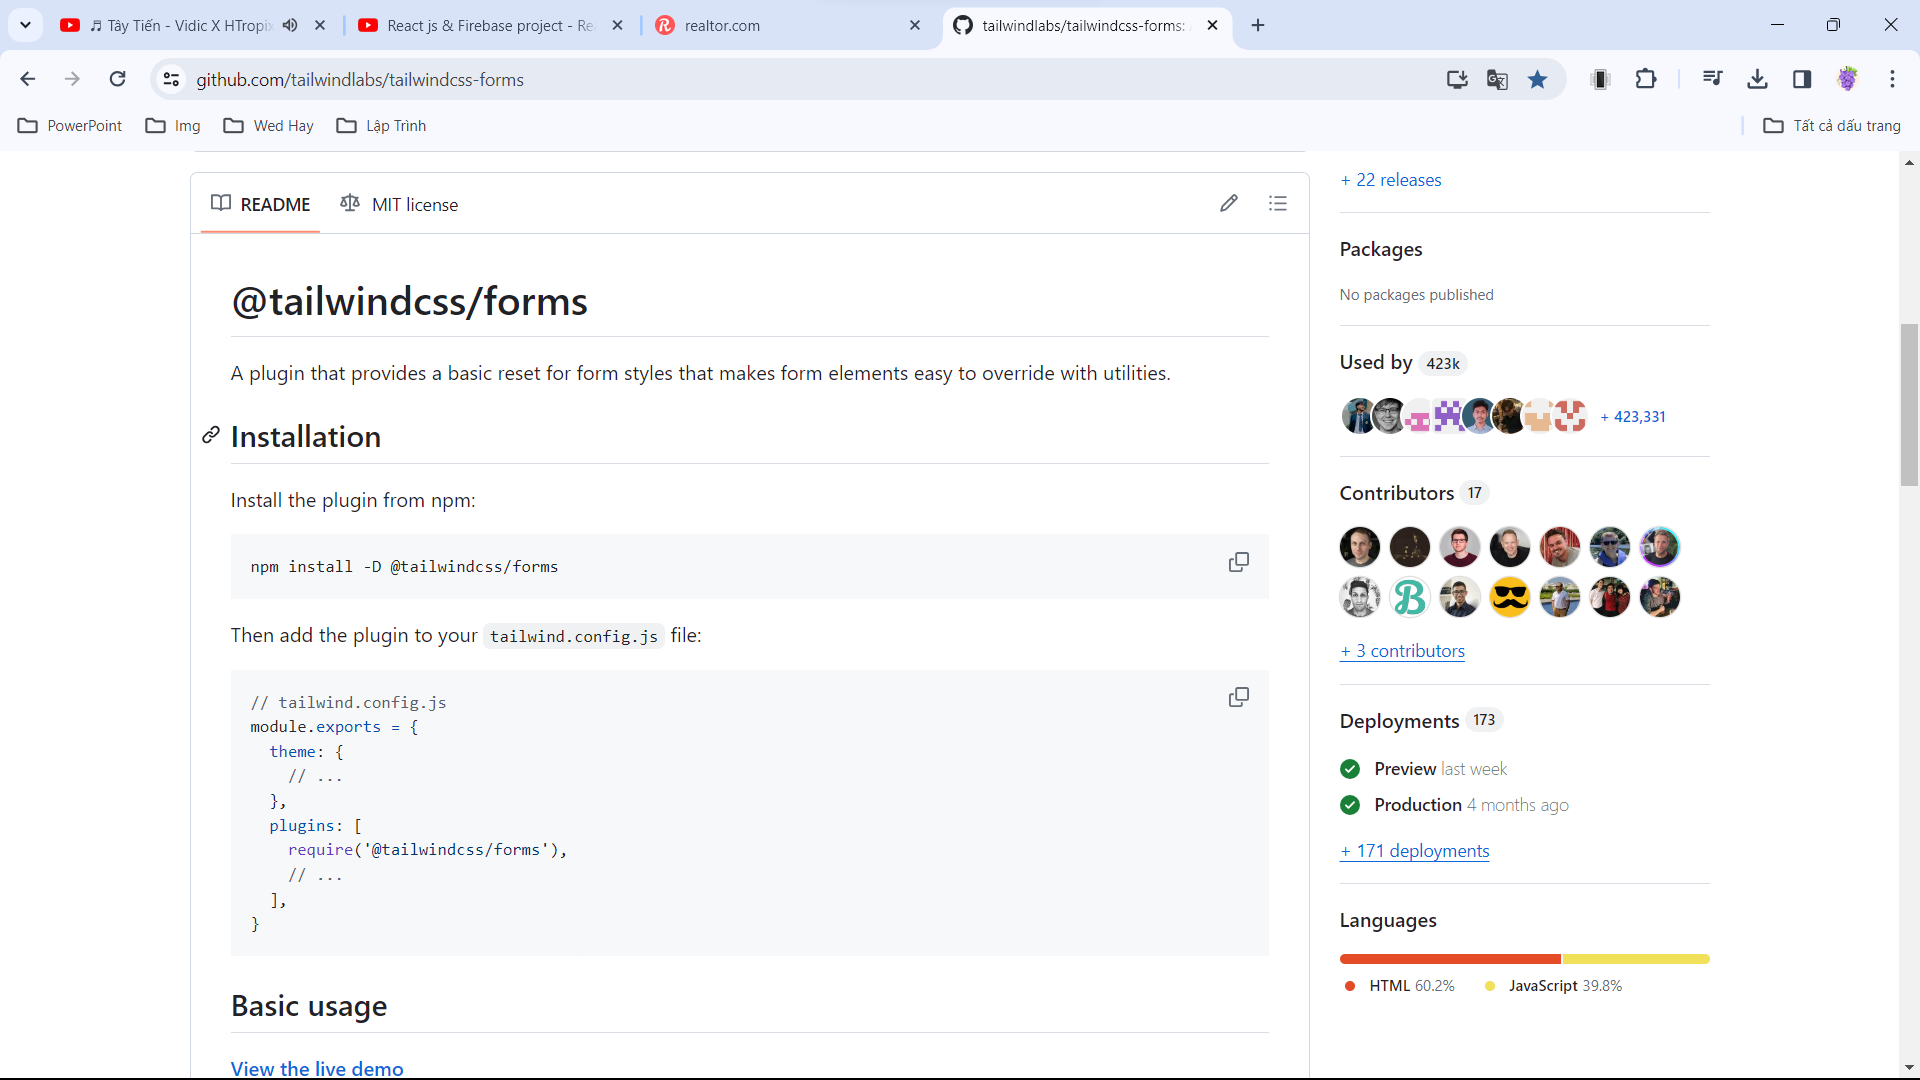 ♬ Tây Tiến - Vidic X HTropix
React js & Firebase project - Re
realtor.com
tailwindlabs/tailwindcss-forms:
github.com/tailwindlabs/tailwindcss-forms
PowerPoint
Img
Wed Hay
Lập Trình
Tất cả dấu trang
README
MIT license
@tailwindcss/forms
A plugin that provides a basic reset for form styles that makes form elements easy to override with utilities.
Installation
Install the plugin from npm:
npm install -D @tailwindcss/forms
Then add the plugin to your tailwind.config.js file:
// tailwind.config.js
module.exports = {
  theme: {
    // ...
  },
  plugins: [
    require('@tailwindcss/forms'),
    // ...
  ],
}
Basic usage
View the live demo
+ 22 releases
Packages
No packages published
Used by 423k
+ 423,331
Contributors 17
B
+ 3 contributors
Deployments 173
Preview last week
Production 4 months ago
+ 171 deployments
Languages
HTML 60.2%
JavaScript 39.8%